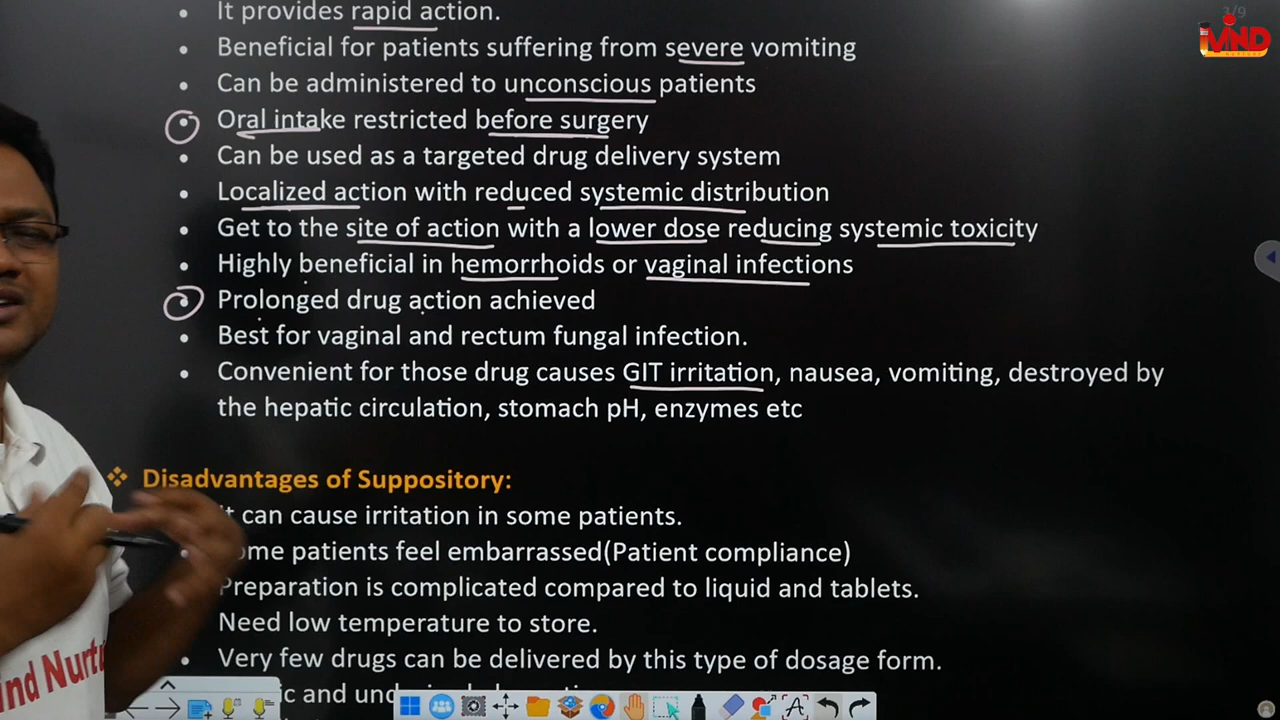 3/9
MIND
It provides rapid action.
Beneficial for patients suffering from severe vomiting
Can be administered to unconscious patients
Oral intake restricted before surgery
Can be used as a targeted drug delivery system
Localized action with reduced systemic distribution
Get to the site of action with a lower dose reducing systemic toxicity
Highly beneficial in hemorrhoids or vaginal infections
Prolonged drug action achieved
Best for vaginal and rectum fungal infection.
Convenient for those drug causes GIT irritation, nausea, vomiting, destroyed by
the hepatic circulation, stomach pH, enzymes etc
Disadvantages of Suppository:
It can cause irritation in some patients.
patients feel embarrassed(Patient compliance)
Preparation is complicated compared to liquid and tablets.
Need low temperature to store.
Very few drugs can be delivered by this type of dosage form.
and